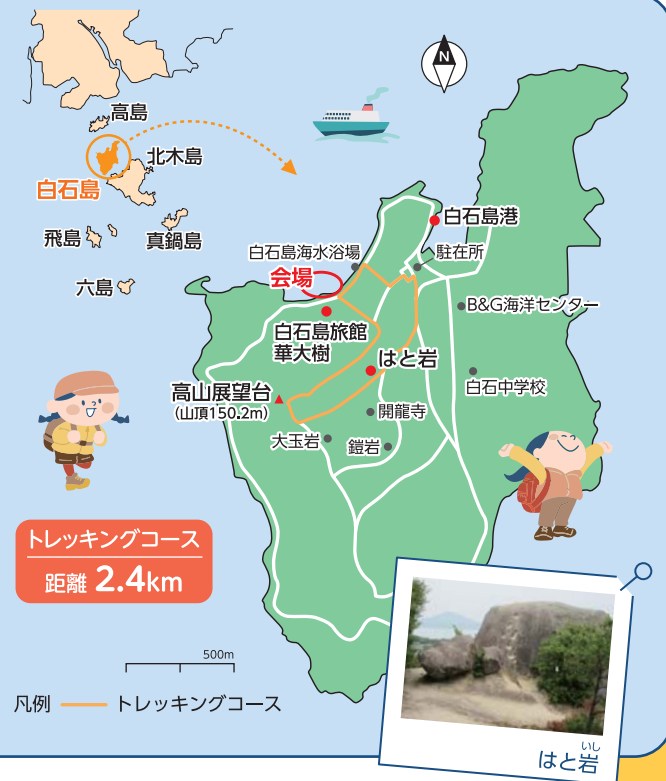 N
高島
北木島
白石島
飛島
真鍋島
六島
白石島港
白石島海水浴場
駐在所
会場
B&G海洋センター
白石島旅館
華大樹
はと岩
白石中学校
高山展望台
(山頂150.2m)
開龍寺
大玉岩
鎧岩
トレッキングコース
距離 2.4km
500m
凡例 トレッキングコース
いし
はと岩